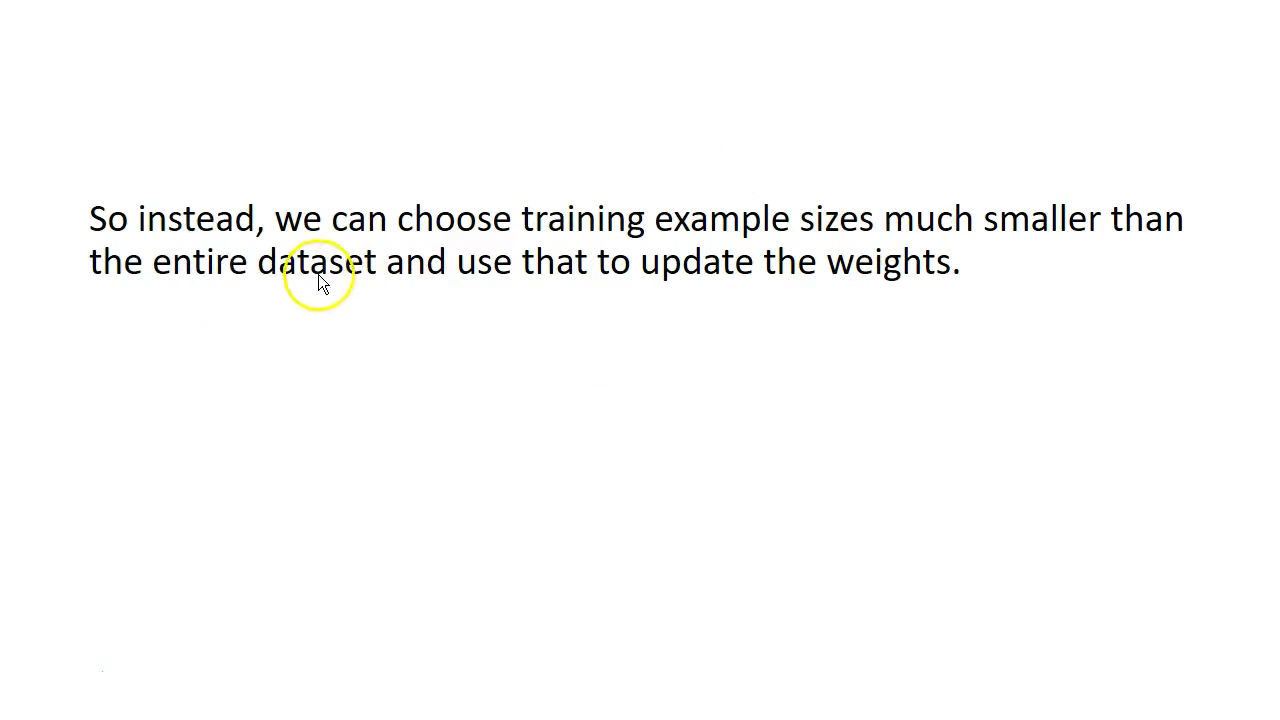 So instead, we can choose training example sizes much smaller than
the entire dataset and use that to update the weights.